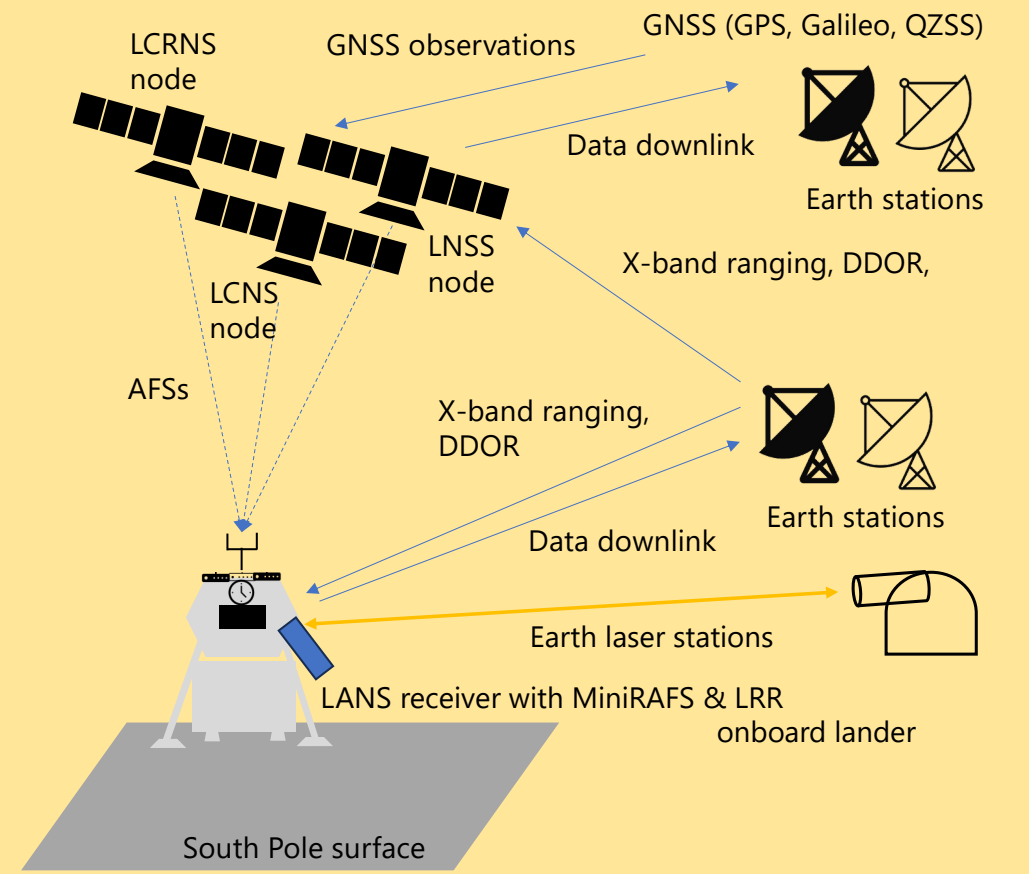 GNSS (GPS, Galileo, QZSS)
LCRNS
node
GNSS observations
Data downlink
Earth stations
LNSS
node
X-band ranging, DDOR,
LCNS
node
AFSs
X-band ranging,
DDOR
Earth stations
Data downlink
Earth laser stations
LANS receiver with MiniRAFS & LRR
onboard lander
South Pole surface